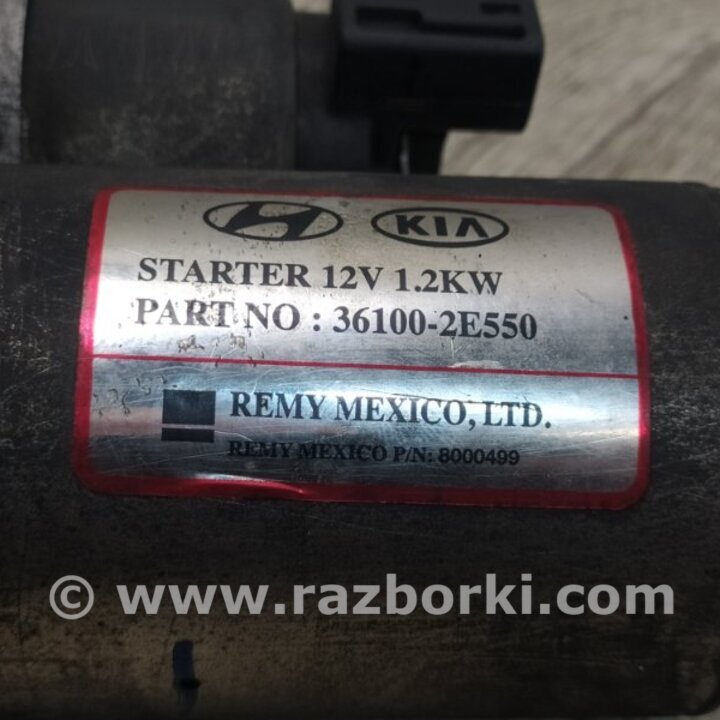 KIA
STARTER 12V 1.2KW
PART NO : 36100-2E550
REMY MEXICO, LTD.
REMY MEXICO P/N: 8000499
© www.razborki.com